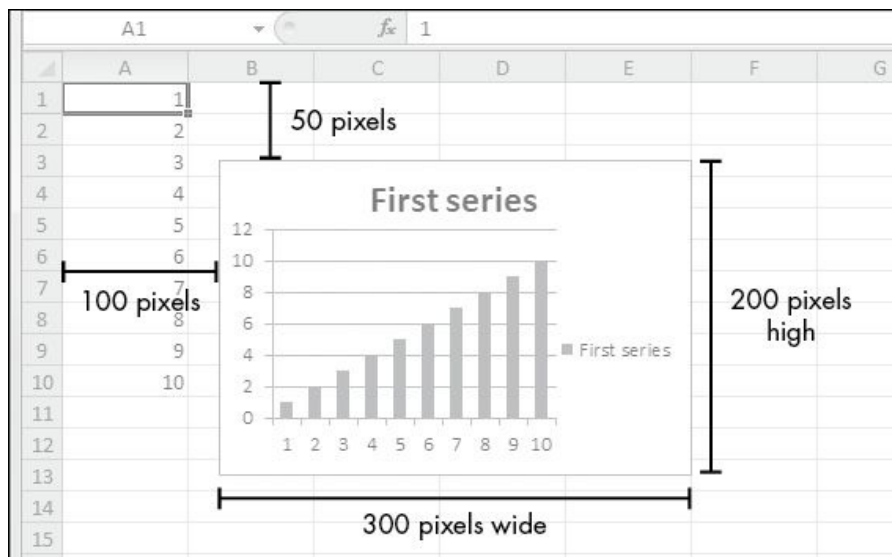 A1 fx 1
A B C D E F G
1 1
2 2
50 pixels
3 3
4 4
First series
5 5
6 6
7 7
100 pixels
8 8
9 9
10 10
11
12
13
14
15
12
10
8
6
4
2
0
1 2 3 4 5 6 7 8 9 10
First series
200 pixels
high
300 pixels wide